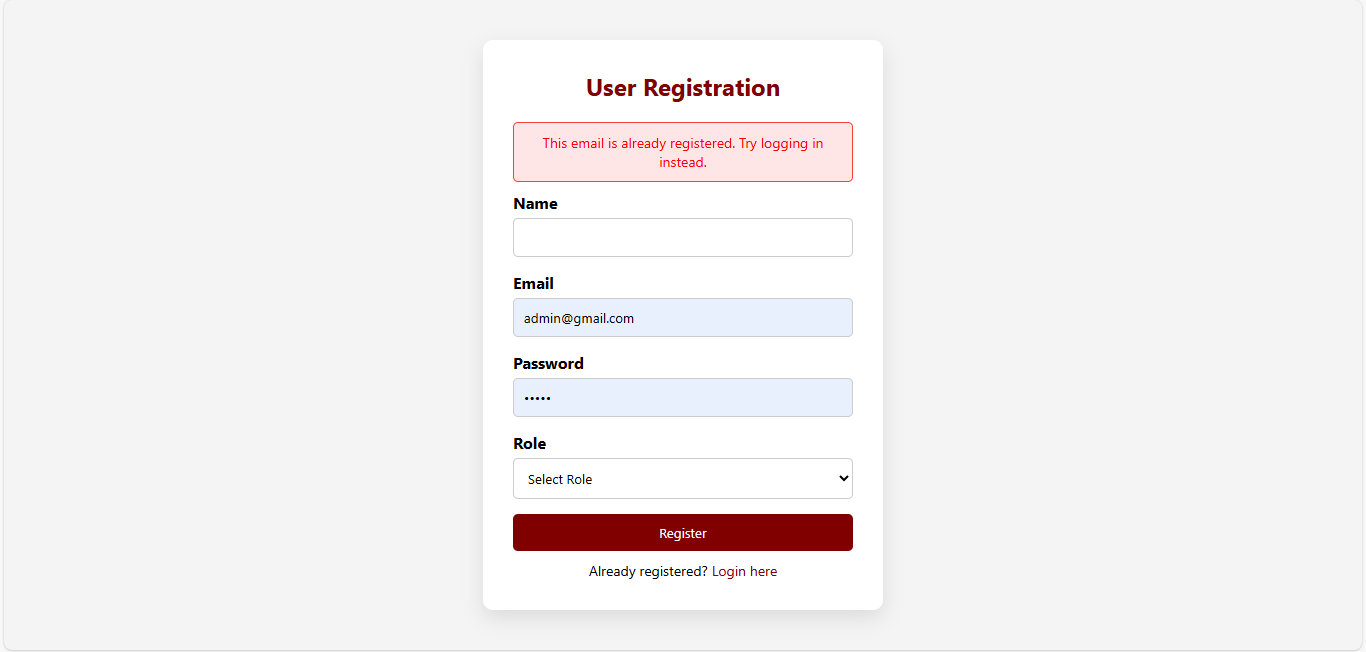 User Registration
This email is already registered. Try logging in
instead.
Name
Email
admin@gmail.com
Password
•••••
Role
Select Role
Register
Already registered? Login here